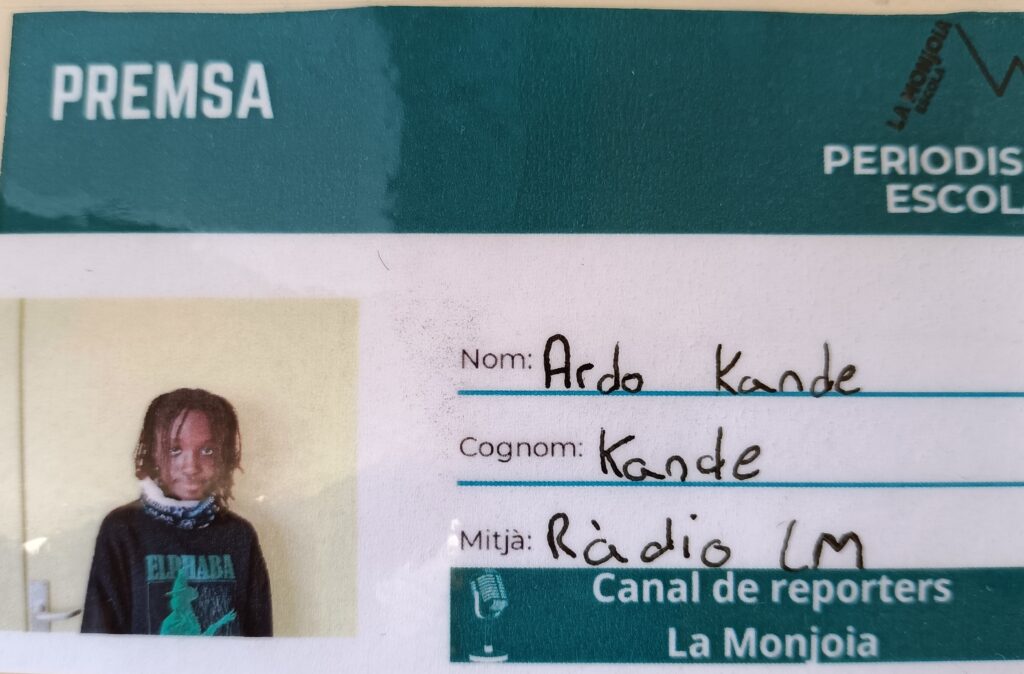 PREMSA
LA MONJOIA
ESCOLA
PERIODIS
ESCOL
Nom: Ardo Kande
Cognom: Kande
Mitjà: Ràdio LM
ELPHABA
Canal de reporters
La Monjoia